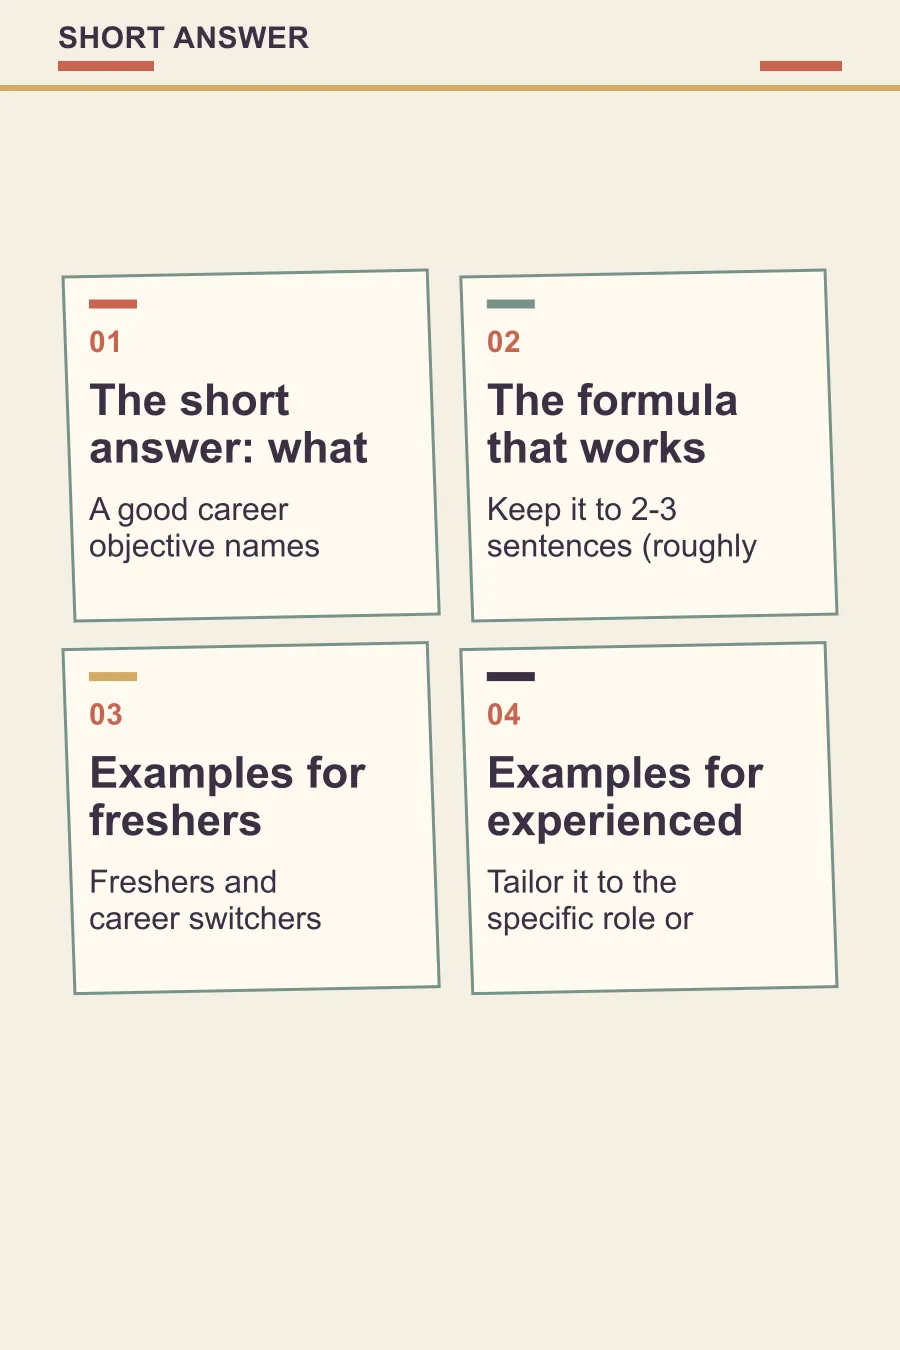 SHORT ANSWER
01
The short
answer: what
A good career
objective names
02
The formula
that works
Keep it to 2-3
sentences (roughly
03
Examples for
freshers
Freshers and
career switchers
04
Examples for
experienced
Tailor it to the
specific role or